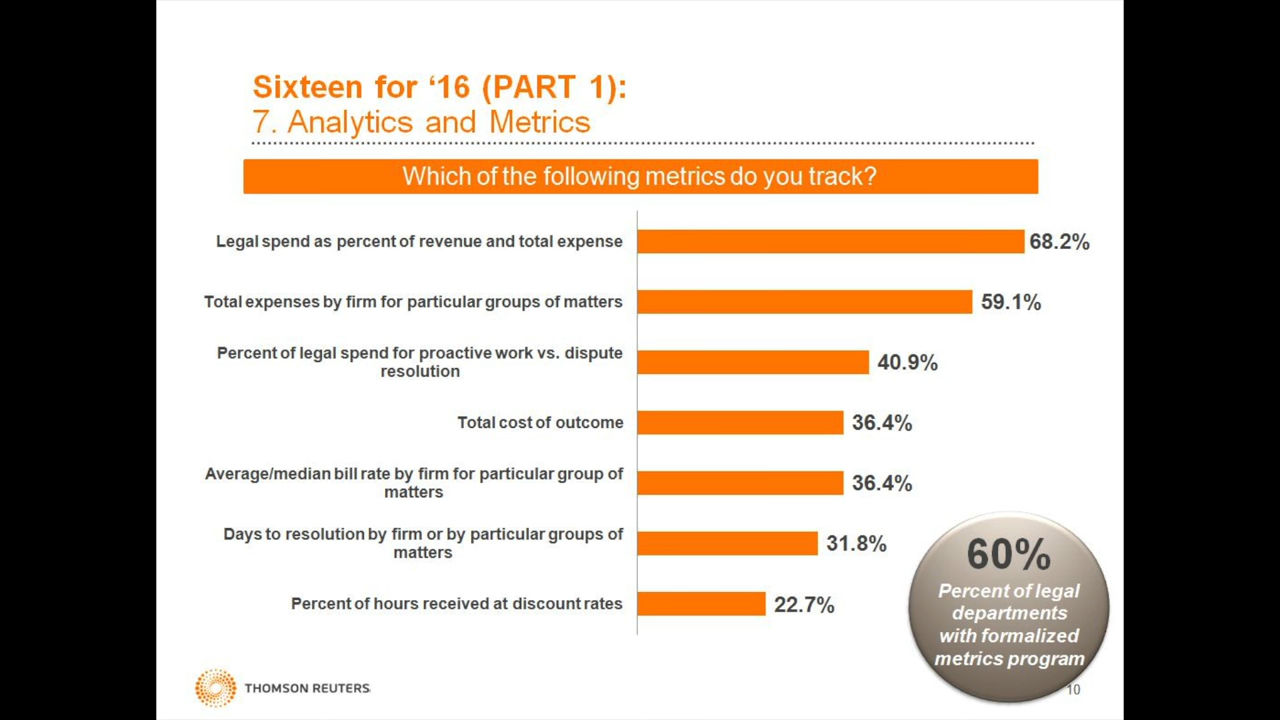 Sixteen for ‘16 (PART 1):
7. Analytics and Metrics
Which of the following metrics do you track?
Legal spend as percent of revenue and total expense
68.2%
Total expenses by firm for particular groups of matters
59.1%
Percent of legal spend for proactive work vs. dispute
resolution
40.9%
Total cost of outcome
36.4%
Average/median bill rate by firm for particular group of
matters
36.4%
Days to resolution by firm or by particular groups of
matters
31.8%
Percent of hours received at discount rates
22.7%
60%
Percent of legal
departments
with formalized
metrics program
THOMSON REUTERS
10